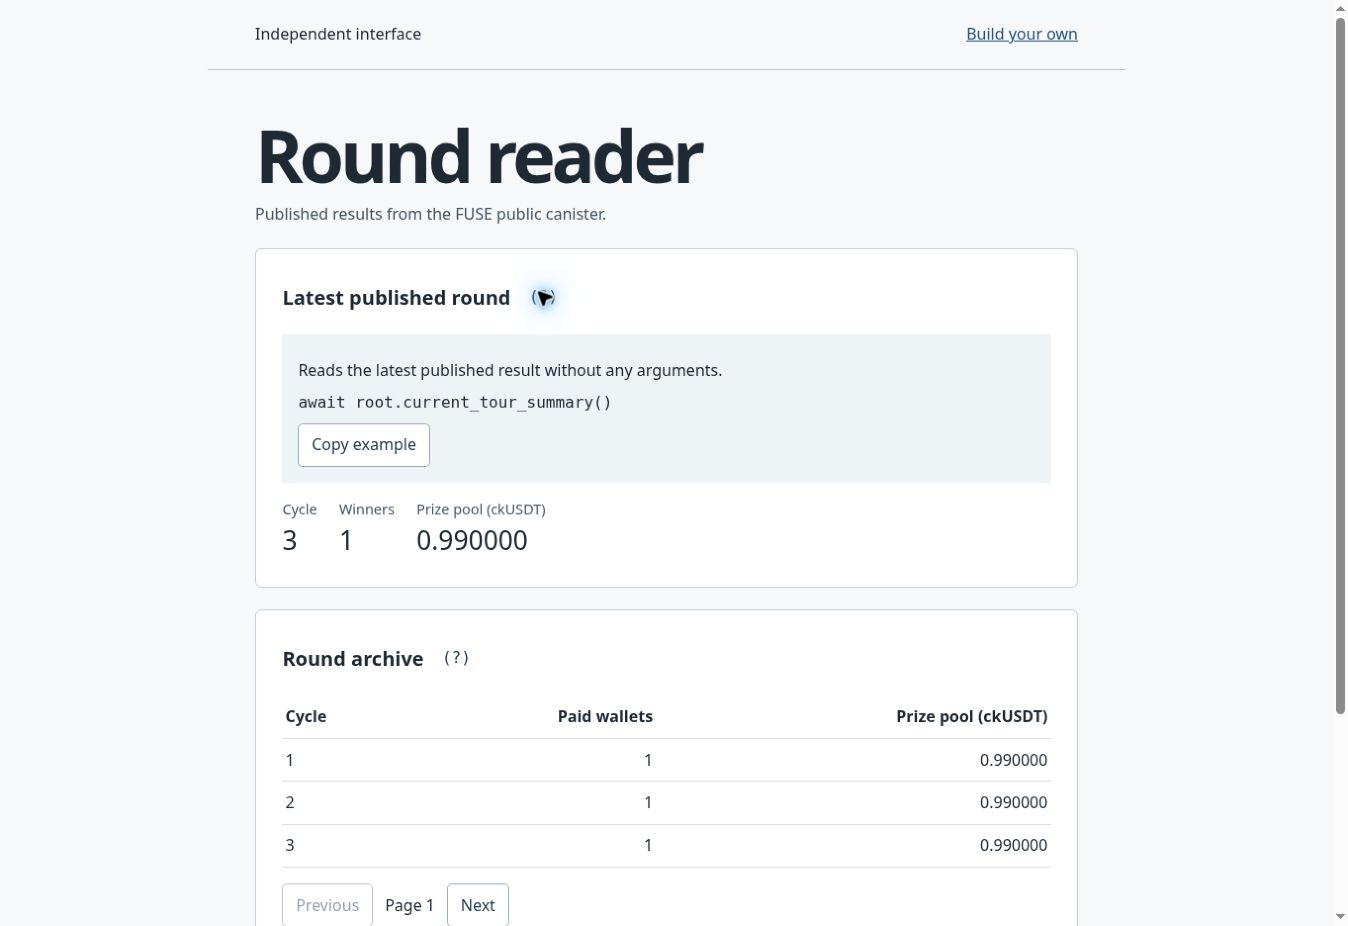 Independent interface
Build your own
Round reader
Published results from the FUSE public canister.
Latest published round
Reads the latest published result without any arguments.
await root.current_tour_summary()
Copy example
Cycle Winners Prize pool (ckUSDT)
3 1 0.990000
Round archive (?)
Cycle Paid wallets Prize pool (ckUSDT)
1 1 0.990000
2 1 0.990000
3 1 0.990000
Previous Page 1 Next